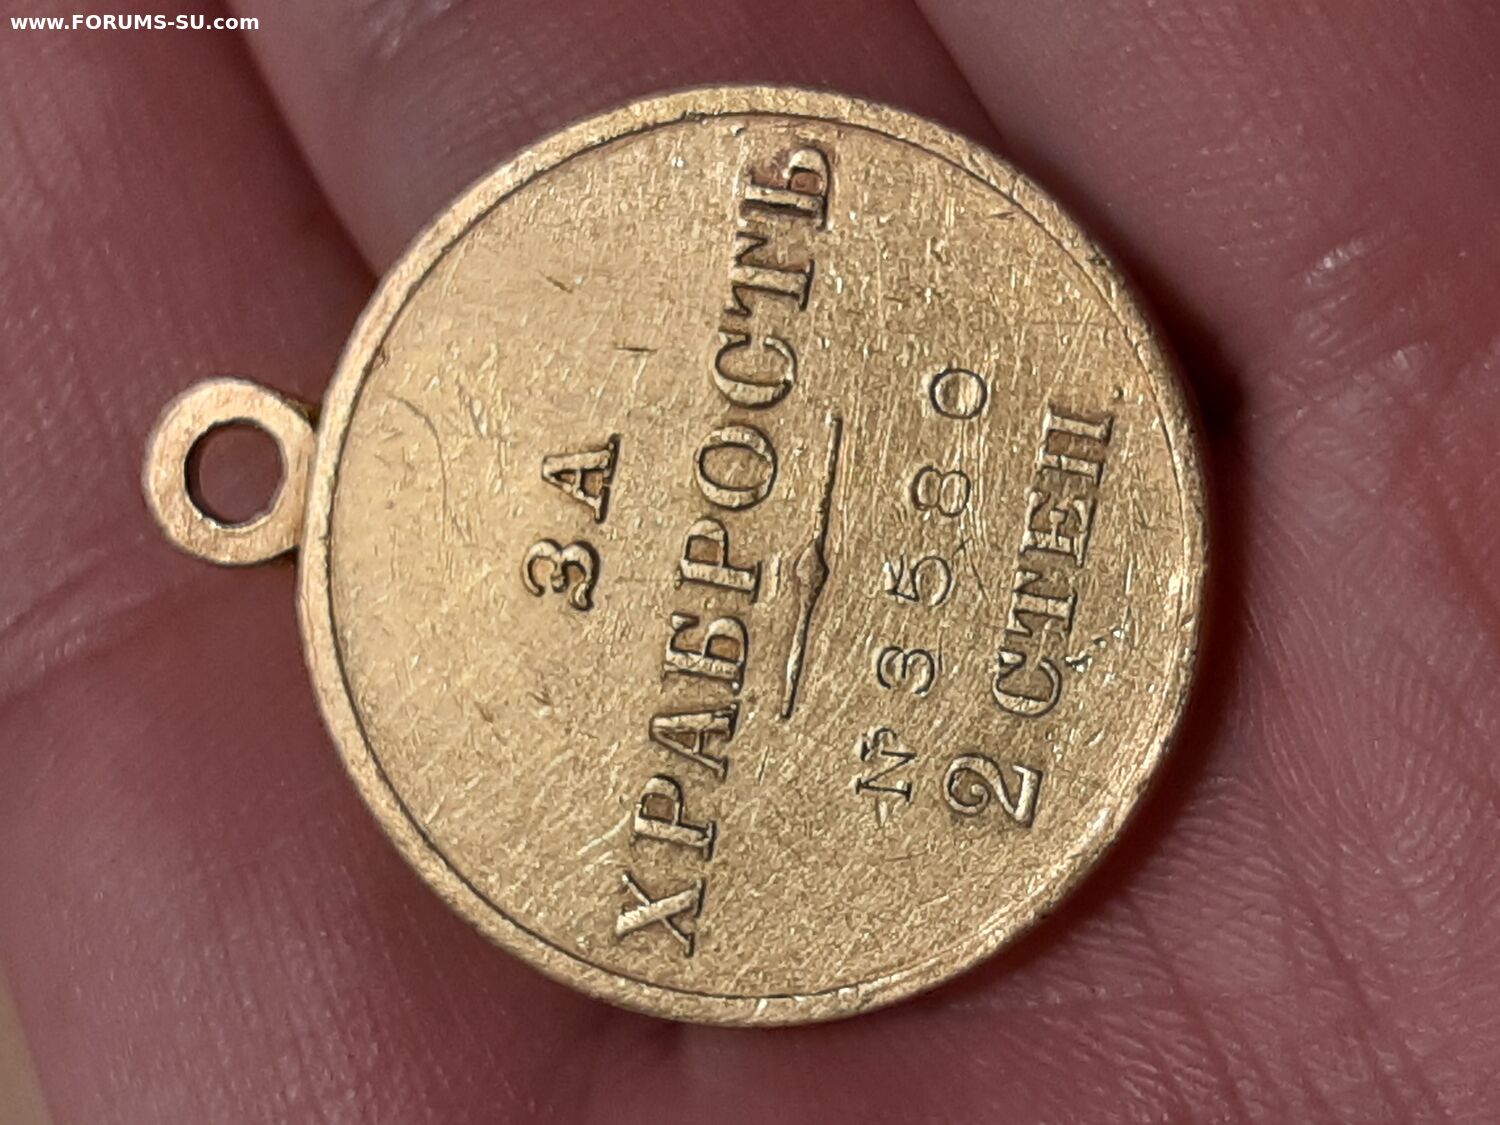 www.FORUMS-SU.com
ЗА
ХРАБРОСТЬ
№ 3580
2 СТЕП.